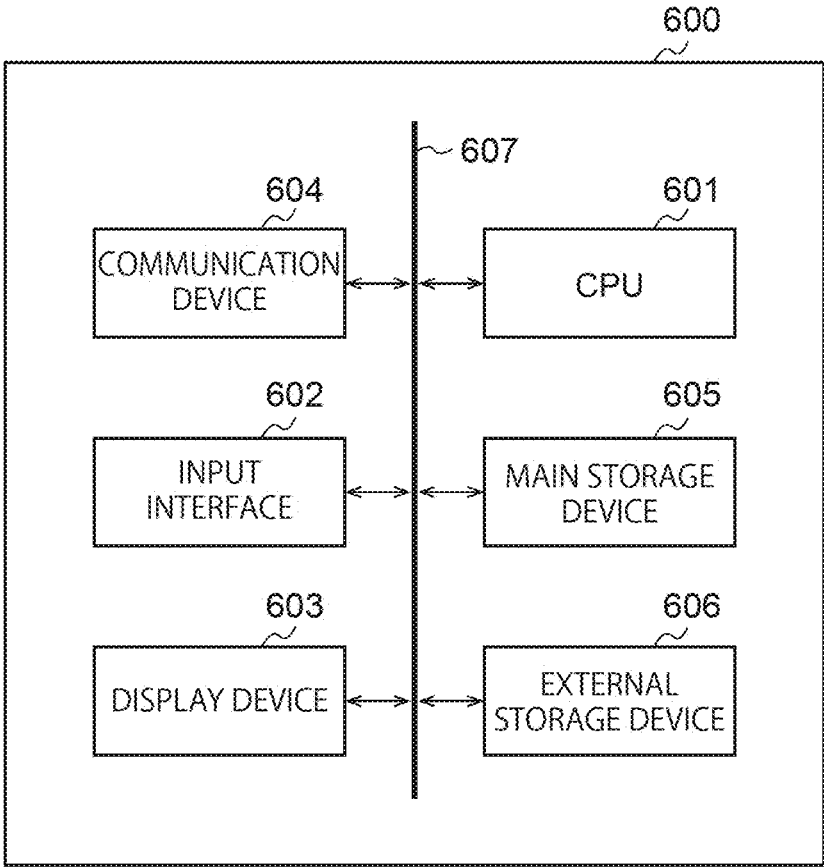 600
607
604
601
COMMUNICATION
DEVICE
CPU
602
605
INPUT
INTERFACE
MAIN STORAGE
DEVICE
603
606
DISPLAY DEVICE
EXTERNAL
STORAGE DEVICE